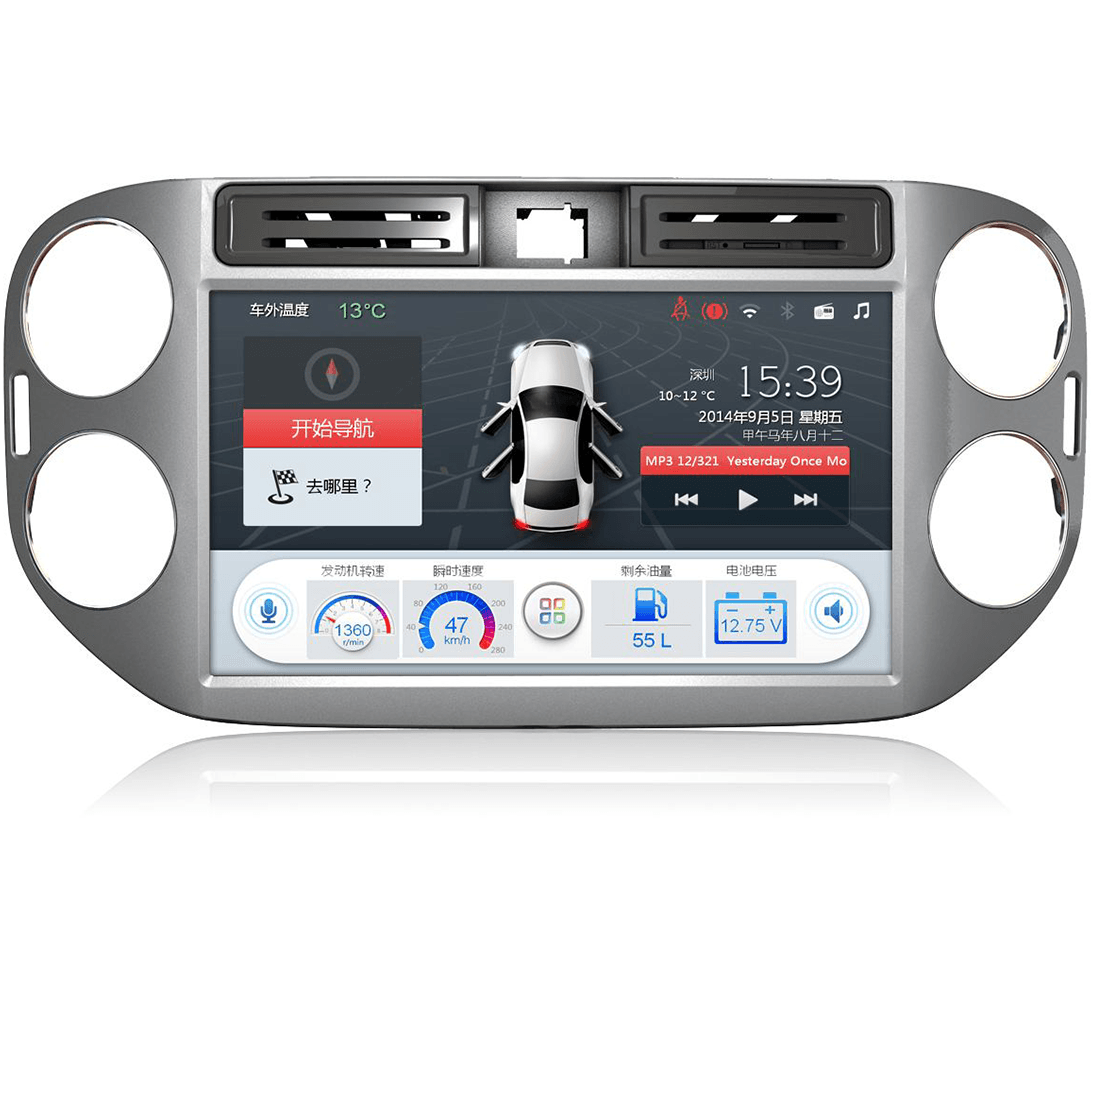 车外温度 13°C
深圳
10~12 °C
15:39
2014年9月5日 星期五
甲午马年八月十二
开始导航
去哪里？
MP3 12/321 Yesterday Once Mo
发动机转速
1360
r/min
瞬时速度
0 40 80 120 160 200 240 280
47
km/h
剩余油量
55 L
电池电压
12.75 V